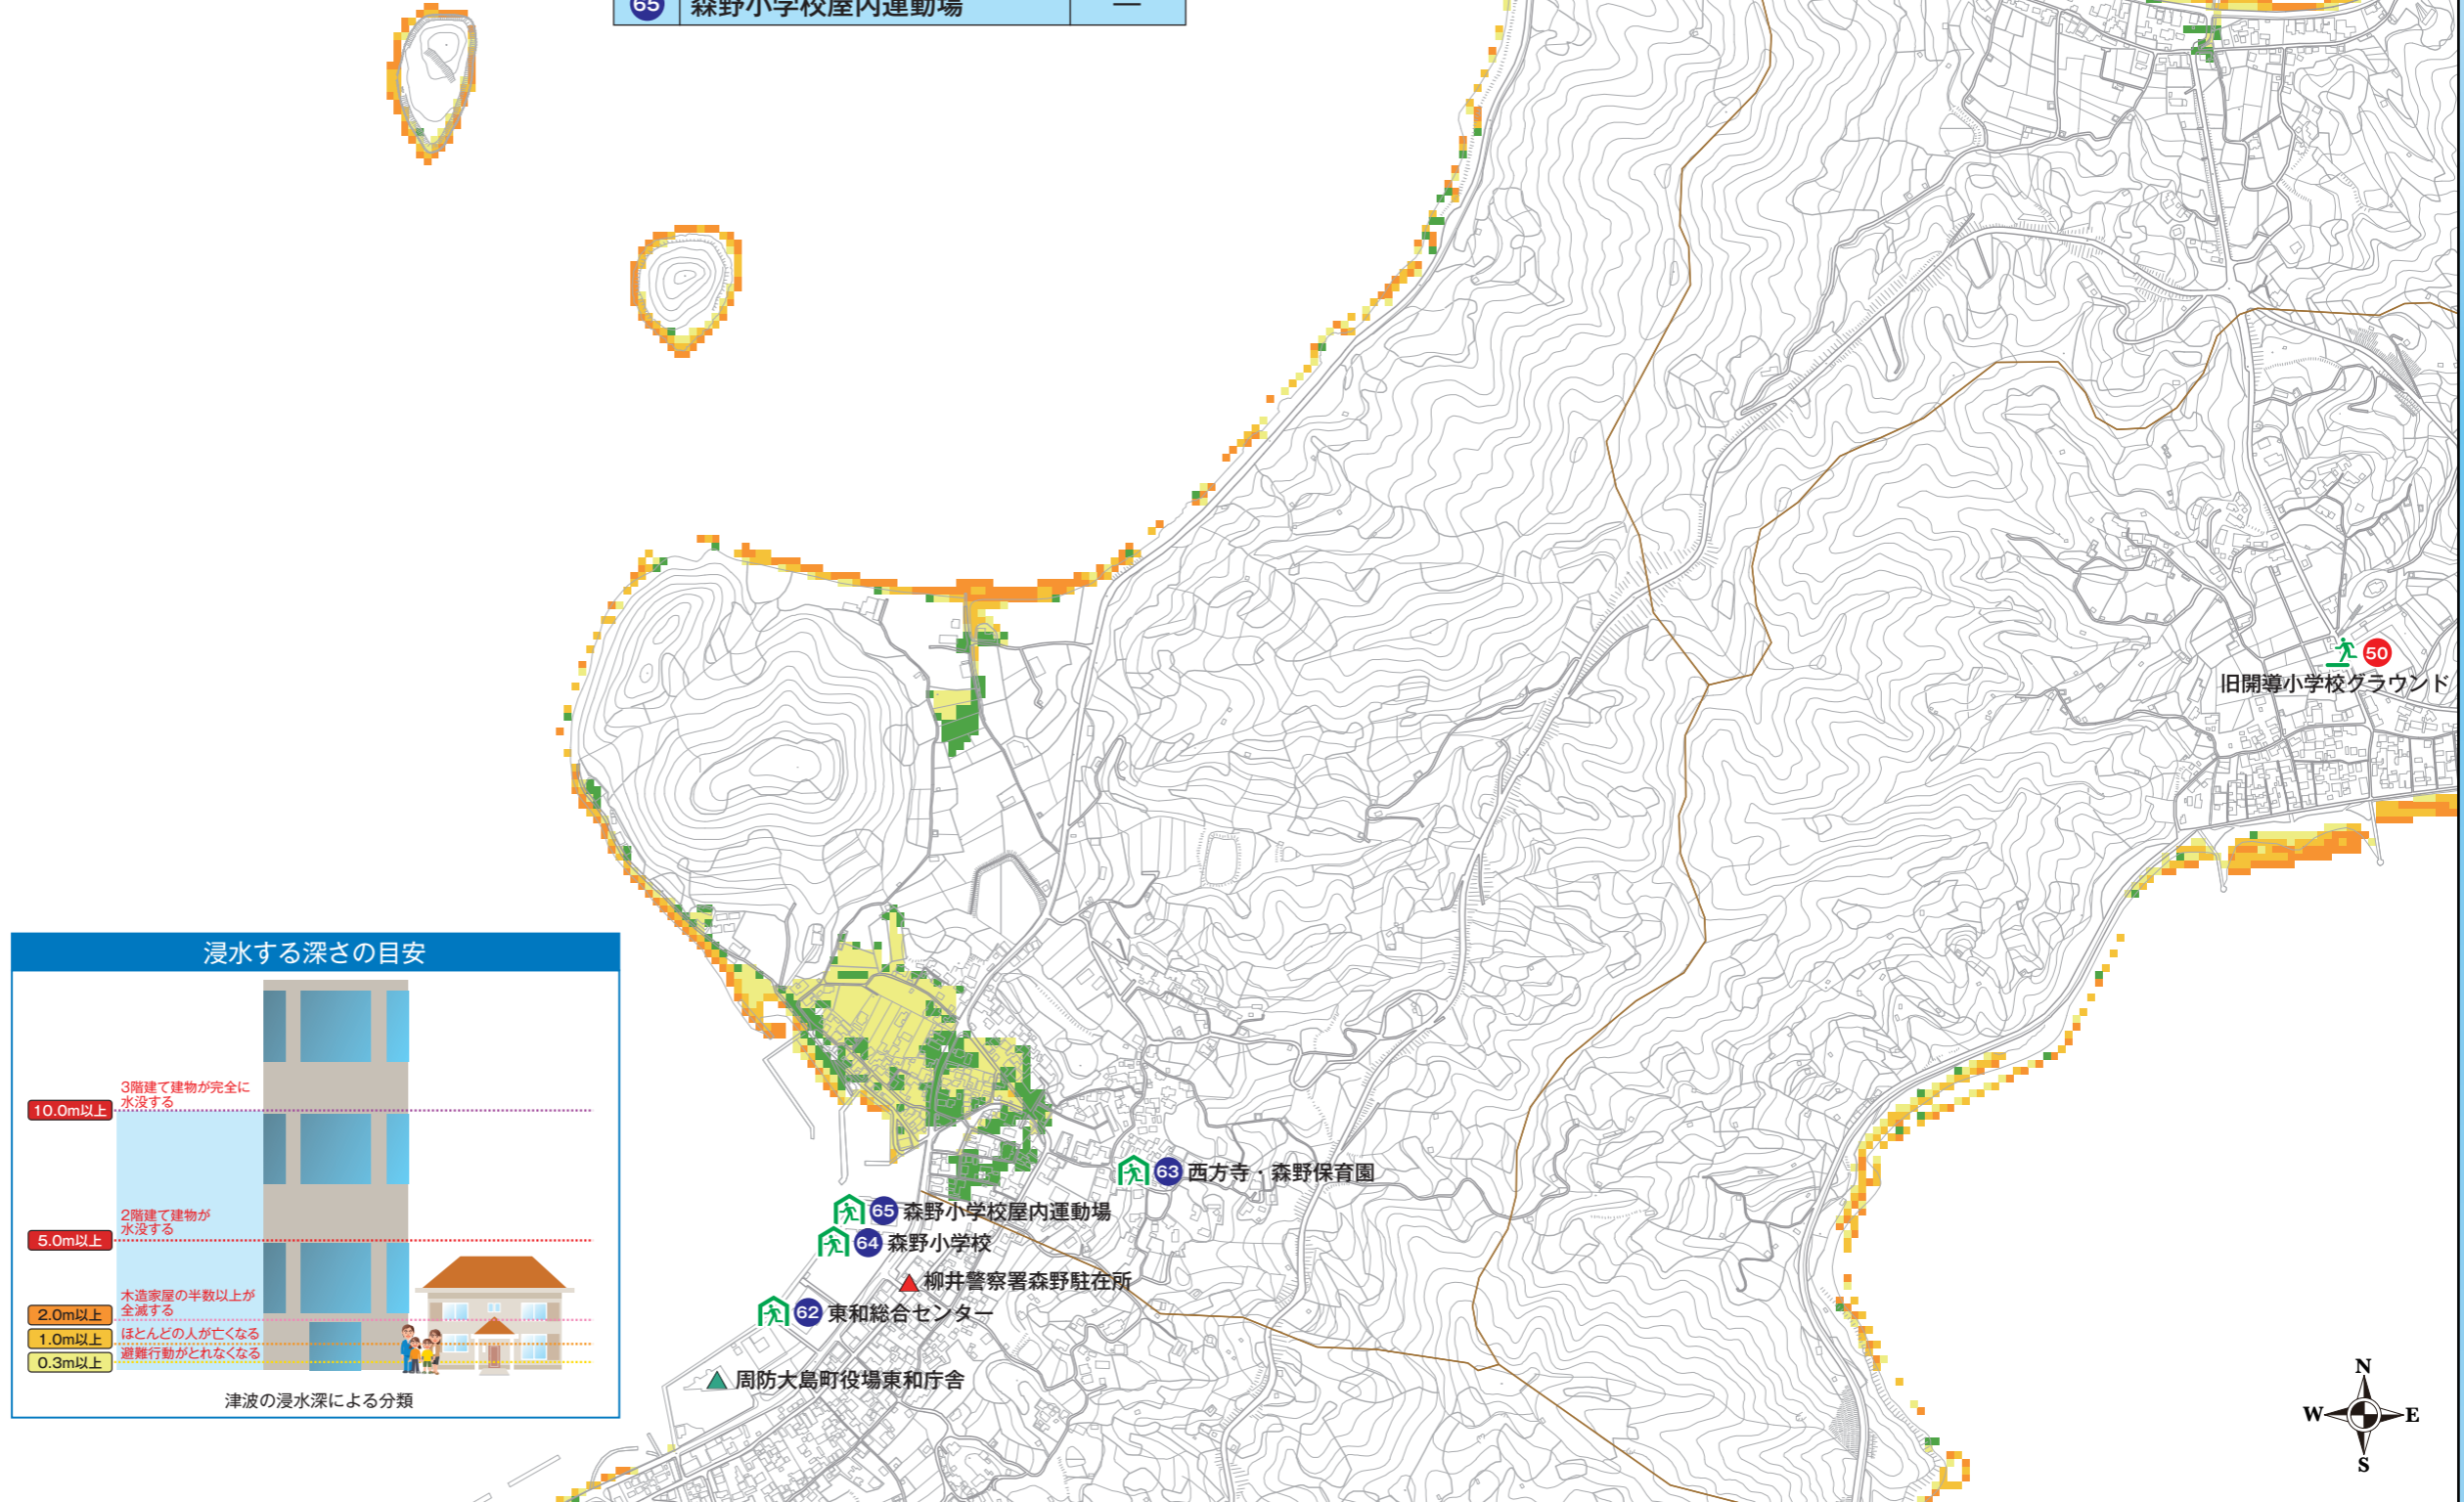 65 森野小学校屋内運動場 —
50
旧開導小学校グラウンド
浸水する深さの目安
3階建て建物が完全に
水没する
10.0m以上
2階建て建物が
水没する
5.0m以上
木造家屋の半数以上が
全滅する
2.0m以上
ほとんどの人が亡くなる
1.0m以上
避難行動がとれなくなる
0.3m以上
津波の浸水深による分類
63 西方寺・森野保育園
65 森野小学校屋内運動場
64 森野小学校
柳井警察署森野駐在所
62 東和総合センター
周防大島町役場東和庁舎
N
W E
S